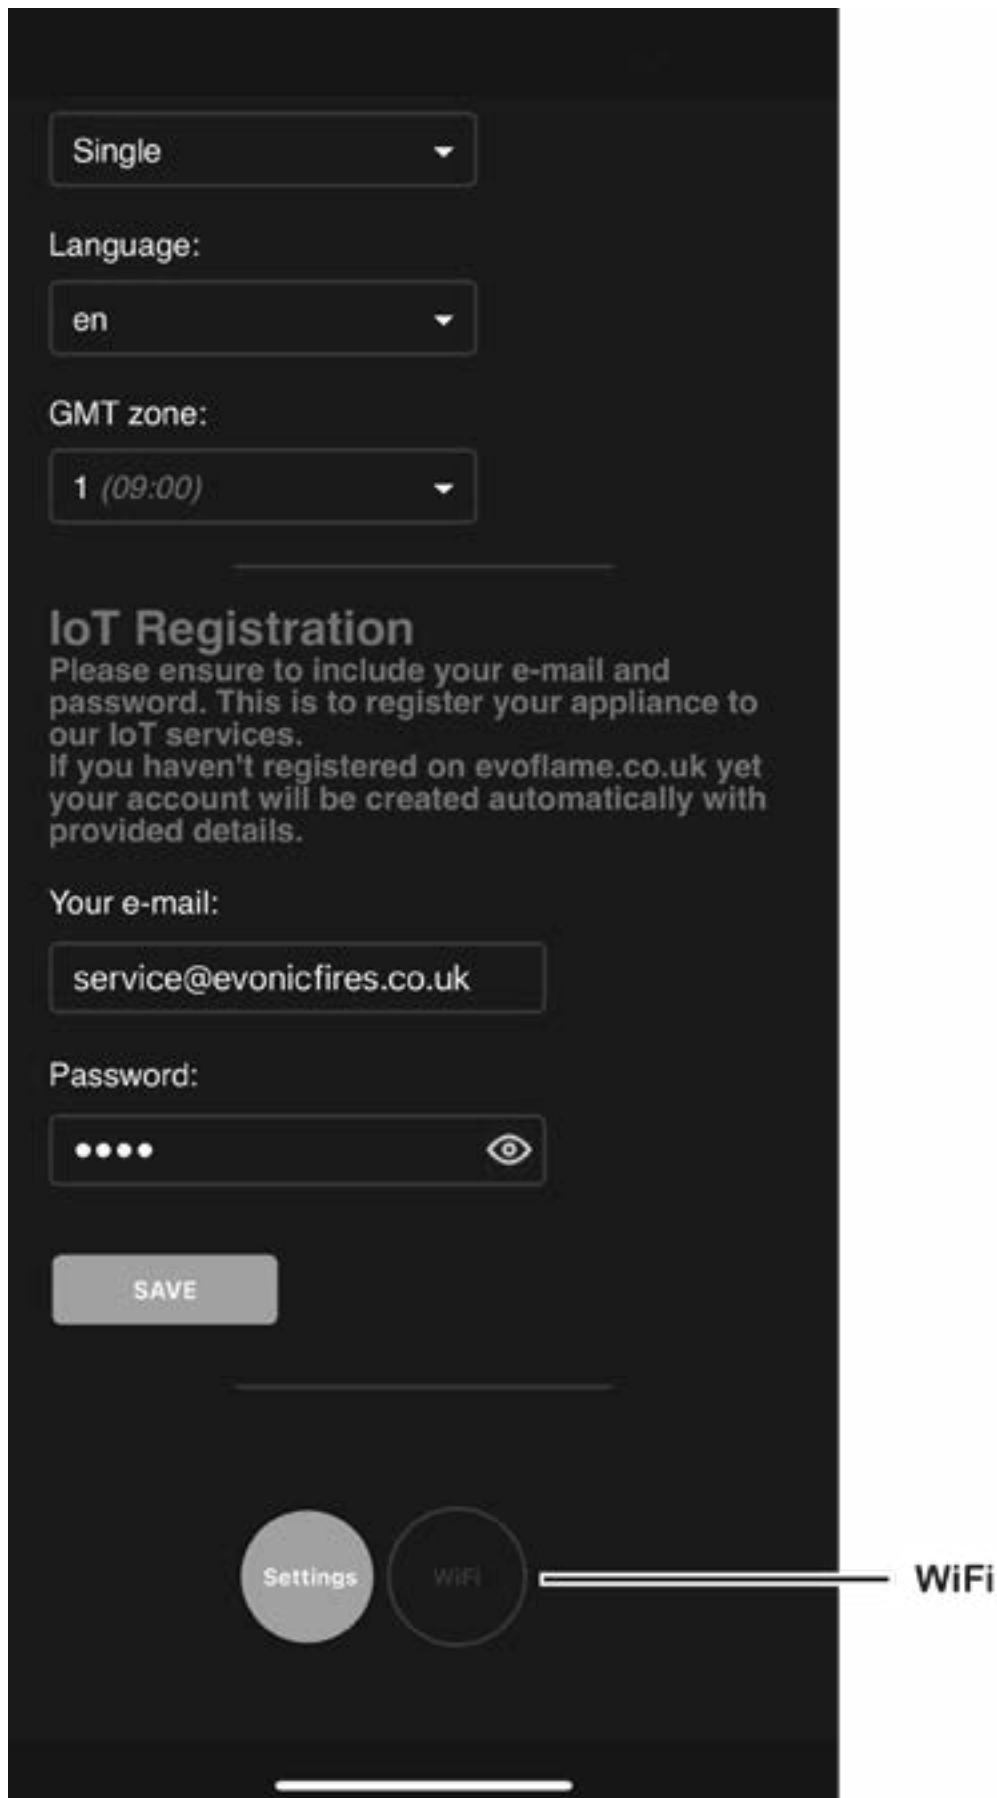 Single
Language:
en
GMT zone:
1 (09:00)
IoT Registration
Please ensure to include your e-mail and
password. This is to register your appliance to
our IoT services.
If you haven't registered on evoflame.co.uk yet
your account will be created automatically with
provided details.
Your e-mail:
service@evonicfires.co.uk
Password:
••••
SAVE
Settings
WiFi
WiFi